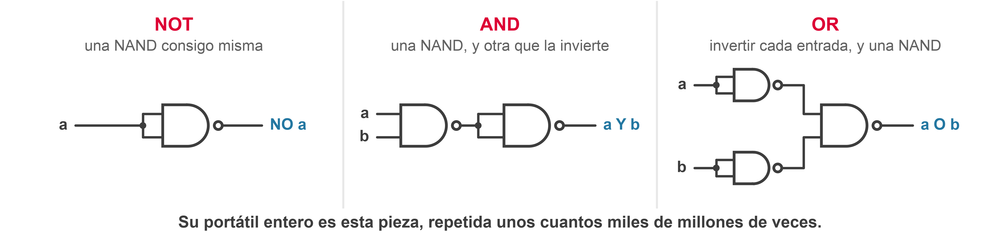 NOT
una NAND consigo misma
a
NO a
AND
una NAND, y otra que la invierte
a
b
a Y b
OR
invertir cada entrada, y una NAND
a
b
a O b
Su portátil entero es esta pieza, repetida unos cuantos miles de millones de veces.